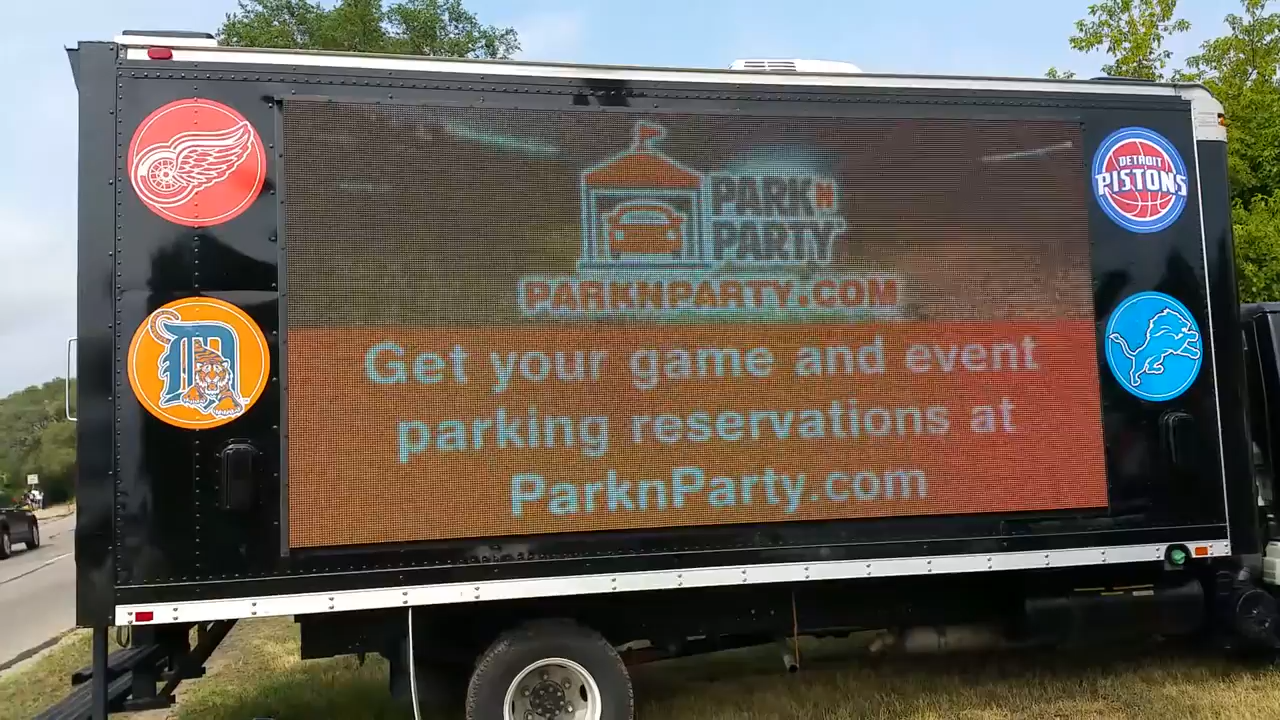 PARK N
PARTY
PARKNPARTY.COM
Get your game and event
parking reservations at
ParknParty.com
DETROIT
PISTONS
D